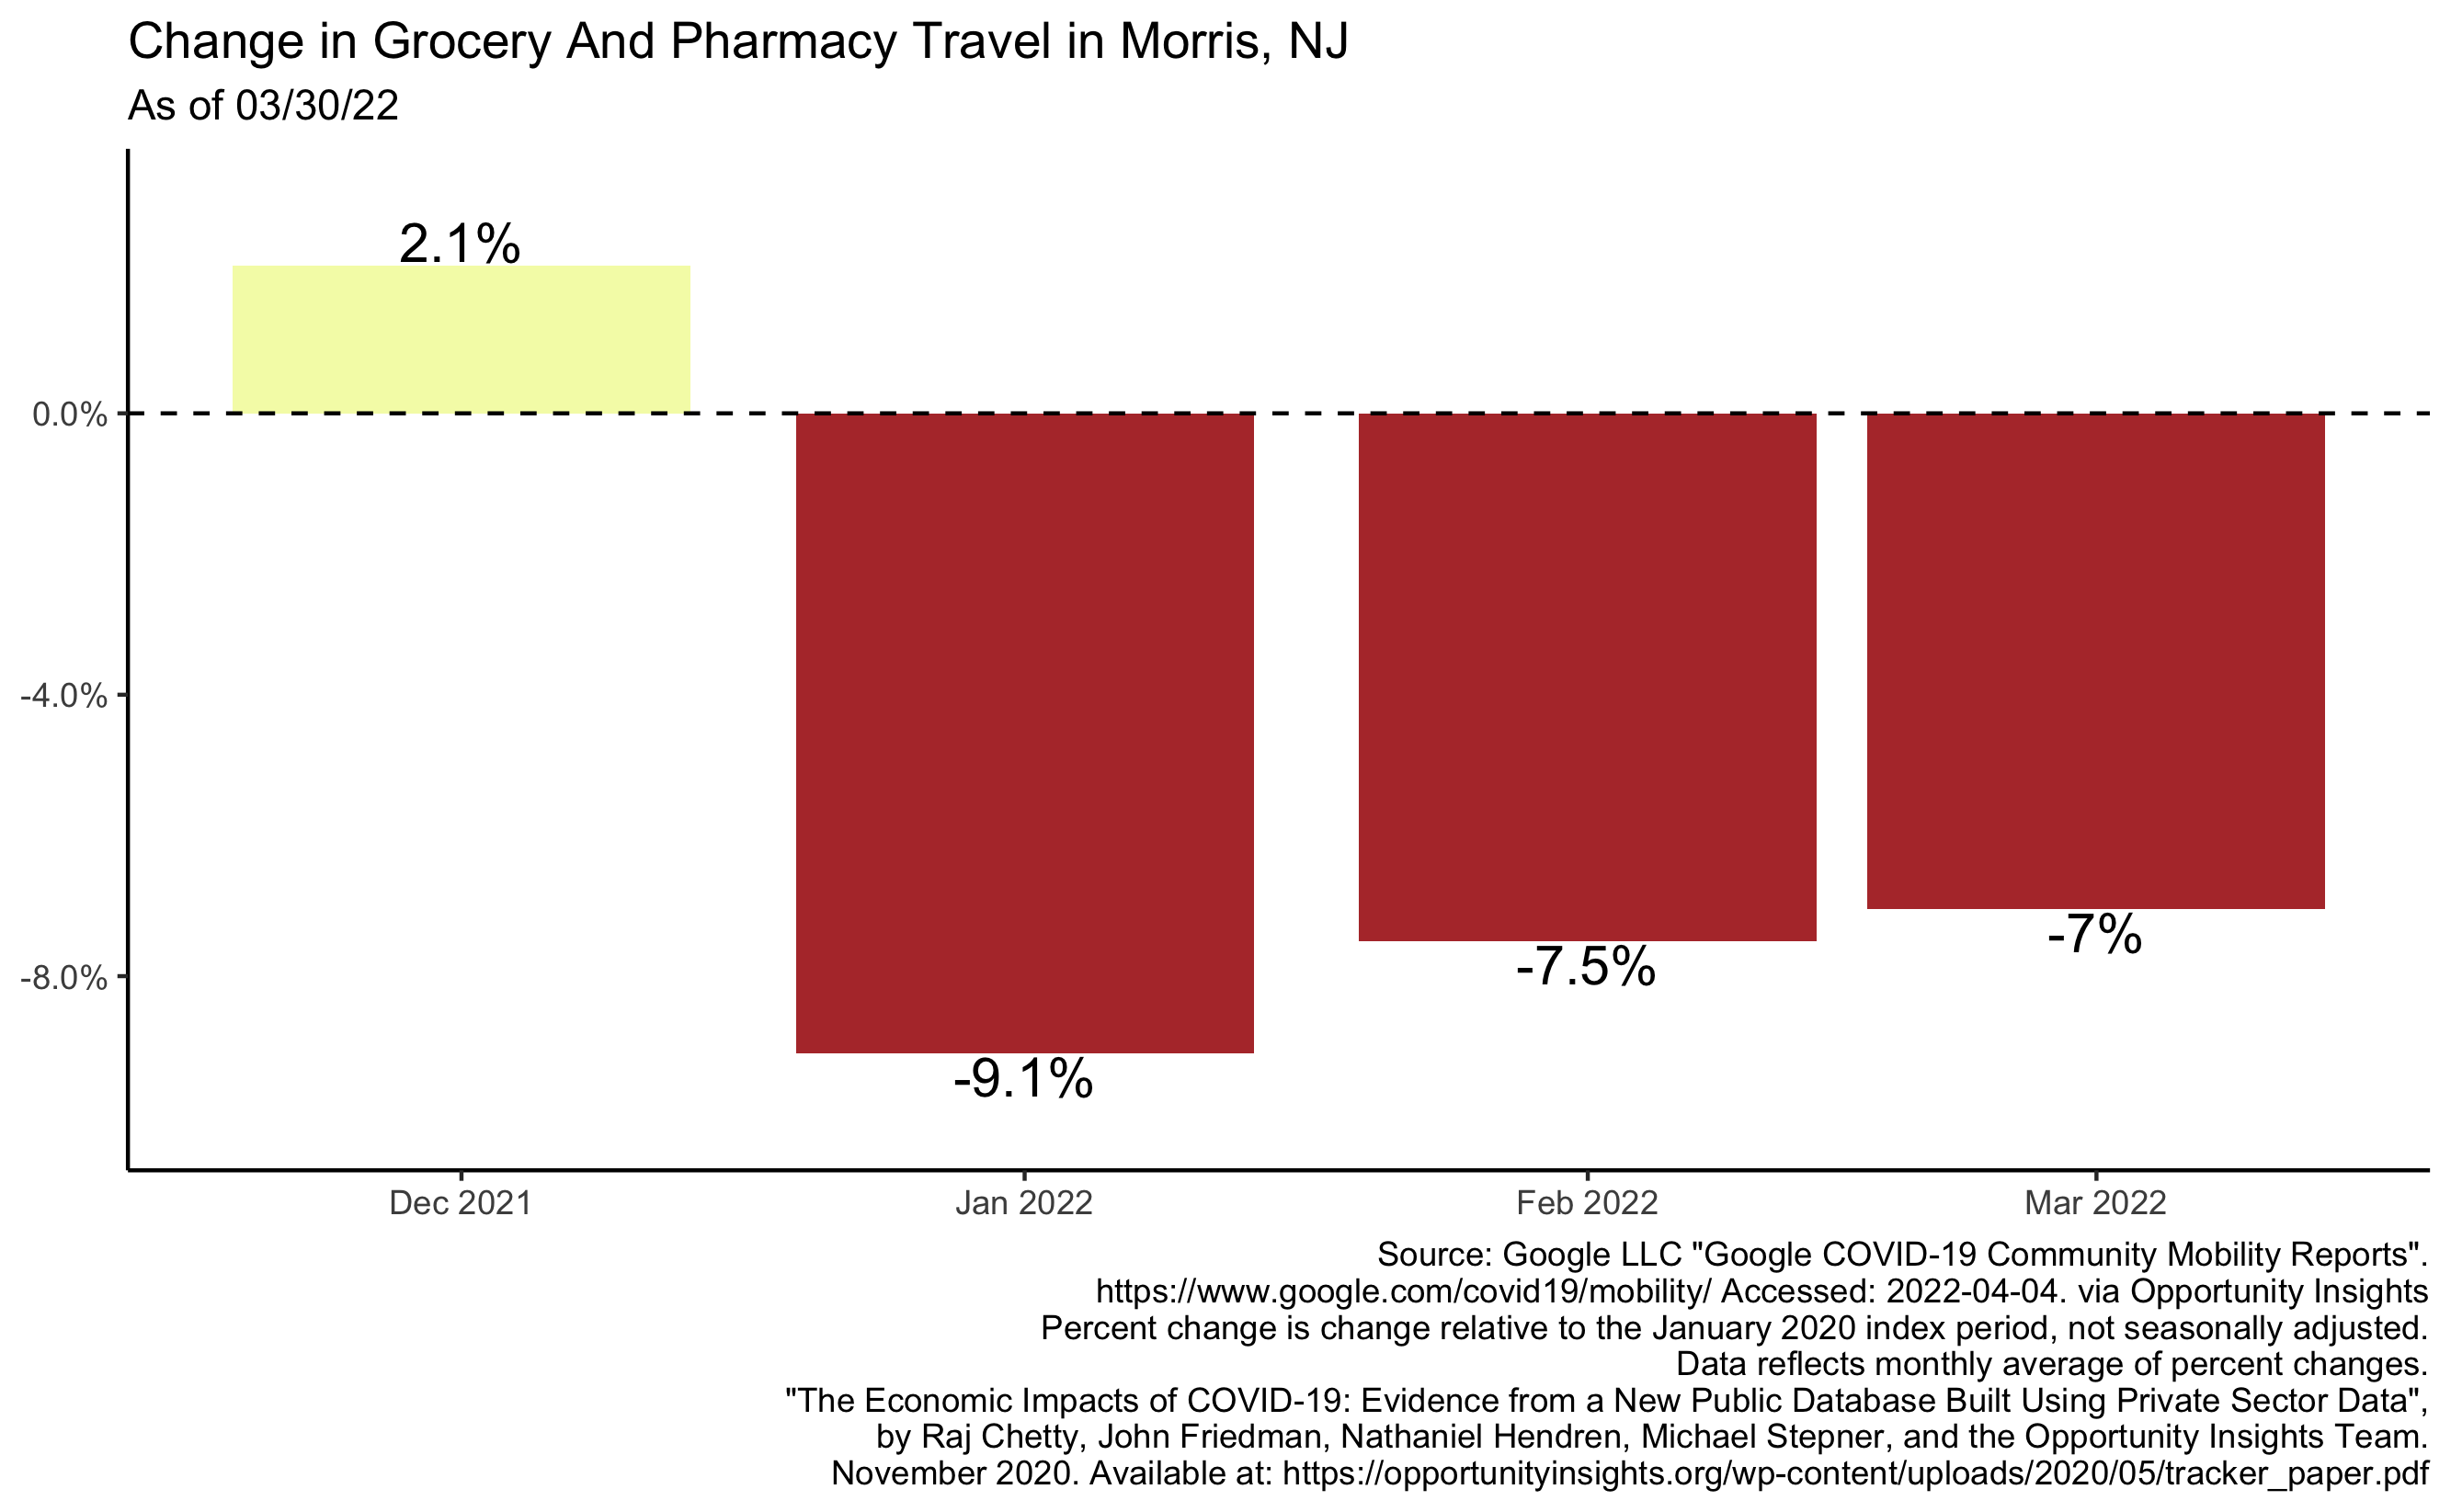 Change in Grocery And Pharmacy Travel in Morris, NJ
As of 03/30/22
2.1%
0.0%
-4.0%
-8.0%
-9.1%
-7.5%
-7%
Dec 2021
Jan 2022
Feb 2022
Mar 2022
Source: Google LLC "Google COVID-19 Community Mobility Reports".
https://www.google.com/covid19/mobility/ Accessed: 2022-04-04. via Opportunity Insights
Percent change is change relative to the January 2020 index period, not seasonally adjusted.
Data reflects monthly average of percent changes.
"The Economic Impacts of COVID-19: Evidence from a New Public Database Built Using Private Sector Data",
by Raj Chetty, John Friedman, Nathaniel Hendren, Michael Stepner, and the Opportunity Insights Team.
November 2020. Available at: https://opportunityinsights.org/wp-content/uploads/2020/05/tracker_paper.pdf